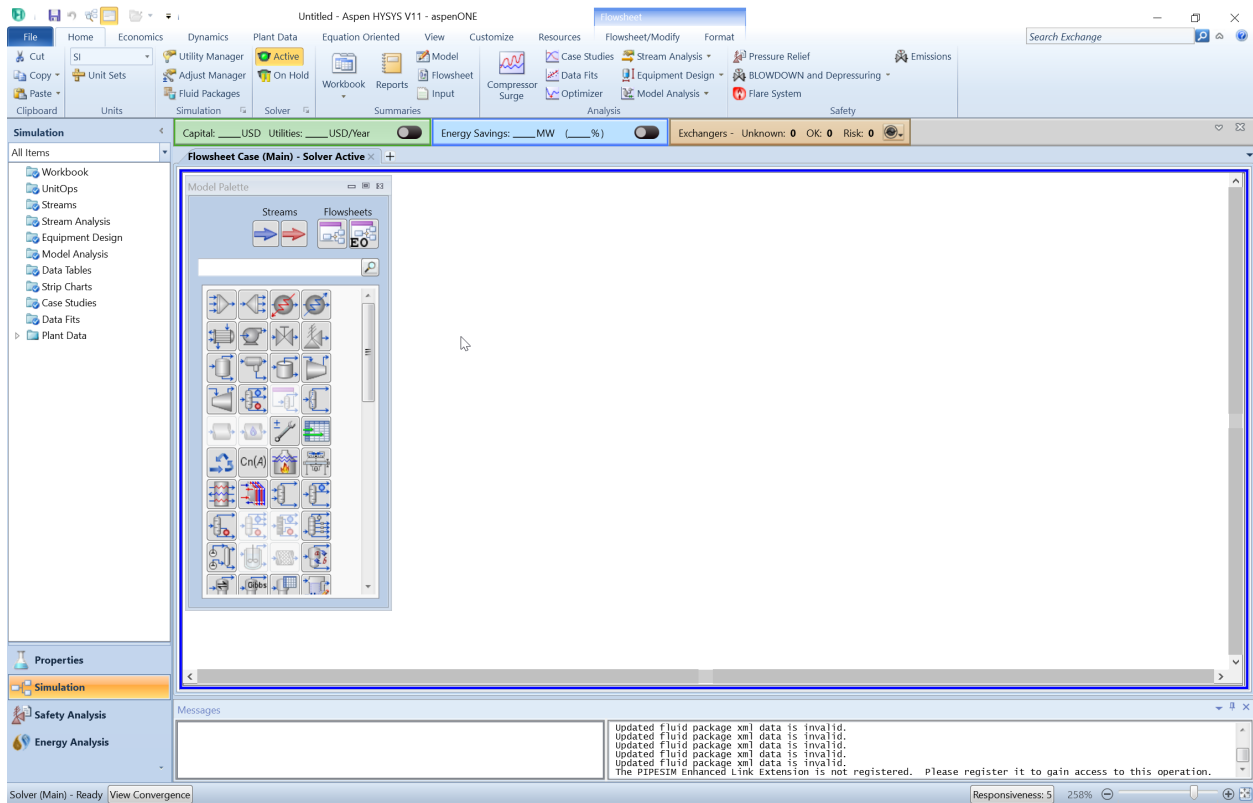 Untitled - Aspen HYSYS V11 - aspenONE
Flowsheet
File Home Economics Dynamics Plant Data Equation Oriented View Customize Resources Flowsheet/Modify Format
Search Exchange
Cut
Copy
Paste
Clipboard
SI
Unit Sets
Units
Utility Manager
Adjust Manager
Fluid Packages
Simulation
Active
On Hold
Solver
Workbook
Reports
Model
Flowsheet
Input
Summaries
Compressor Surge
Case Studies
Data Fits
Optimizer
Stream Analysis
Equipment Design
Model Analysis
Analysis
Pressure Relief
BLOWDOWN and Depressuring
Flare System
Emissions
Safety
Simulation
All Items
Workbook
UnitOps
Streams
Stream Analysis
Equipment Design
Model Analysis
Data Tables
Strip Charts
Case Studies
Data Fits
Plant Data
Properties
Simulation
Safety Analysis
Energy Analysis
Capital: ____USD Utilities: ____USD/Year
Energy Savings: ____MW (____%)
Exchangers - Unknown: 0 OK: 0 Risk: 0
Flowsheet Case (Main) - Solver Active
Model Palette
Streams Flowsheets
EO
Cn(A)
Gibbs
Messages
Updated fluid package xml data is invalid.
Updated fluid package xml data is invalid.
Updated fluid package xml data is invalid.
Updated fluid package xml data is invalid.
Updated fluid package xml data is invalid.
The PIPESIM Enhanced Link Extension is not registered. Please register it to gain access to this operation.
Solver (Main) - Ready View Convergence
Responsiveness: 5 258%